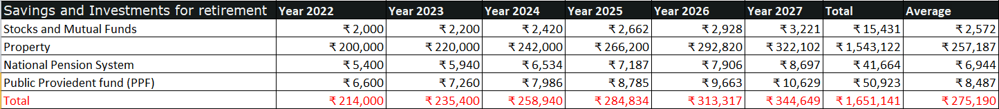 Savings and Investments for retirement Year 2022 Year 2023 Year 2024 Year 2025 Year 2026 Year 2027 Total Average
Stocks and Mutual Funds ₹ 2,000 ₹ 2,200 ₹ 2,420 ₹ 2,662 ₹ 2,928 ₹ 3,221 ₹ 15,431 ₹ 2,572
Property ₹ 200,000 ₹ 220,000 ₹ 242,000 ₹ 266,200 ₹ 292,820 ₹ 322,102 ₹ 1,543,122 ₹ 257,187
National Pension System ₹ 5,400 ₹ 5,940 ₹ 6,534 ₹ 7,187 ₹ 7,906 ₹ 8,697 ₹ 41,664 ₹ 6,944
Public Proviedent fund (PPF) ₹ 6,600 ₹ 7,260 ₹ 7,986 ₹ 8,785 ₹ 9,663 ₹ 10,629 ₹ 50,923 ₹ 8,487
Total ₹ 214,000 ₹ 235,400 ₹ 258,940 ₹ 284,834 ₹ 313,317 ₹ 344,649 ₹ 1,651,141 ₹ 275,190